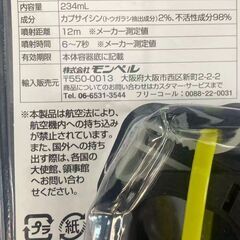 内容量 234mL
成分 カプサイシン(トウガラシ抽出成分)2%、不活性成分98%
噴射距離 12m ※メーカー測定値
噴射時間 6〜7秒 ※メーカー測定値
本体容器底に記載
輸入販売元 株式会社モンベル
〒550-0013 大阪府大阪市西区新町2-2-2
お問い合わせはカスタマー・サービスまで
Tel. 06-6531-3544 フリーコール:0088-22-0031
※本製品は航空法により、
航空機内への持ち込み
が禁じられています。
また、国外へ持ち
出す際は、各国の
大使館、領事館
へお問い合わせ
ください。
紙